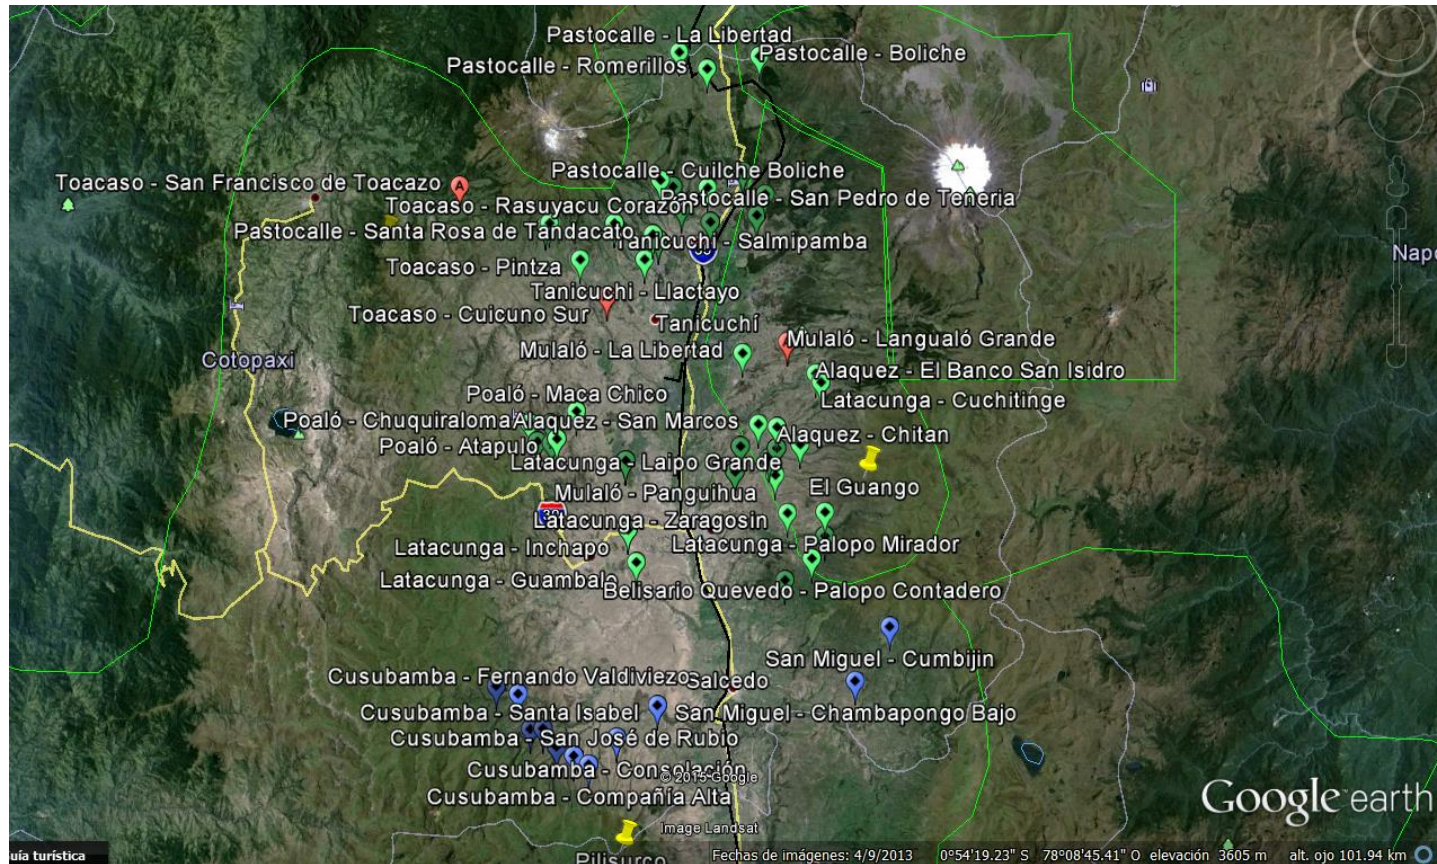 Pastocalle - La Libertad
Pastocalle - Boliche
Pastocalle - Romerillos
Pastocalle - Cuilche Boliche
Toacaso - San Francisco de Toacazo
A
Toacaso - Rasuyacu Corazón
Pastocalle - San Pedro de Tenería
Pastocalle - Santa Rosa de Tandacato
Tanicuchi - Salmipamba
Napo
Toacaso - Pintza
Tanicuchi - Llactayo
Toacaso - Cuicuno Sur
Tanicuchí
Mulaló - Langualó Grande
Mulaló - La Libertad
Cotopaxi
Alaquez - El Banco San Isidro
Poaló - Maca Chico
Latacunga - Cuchitinge
Poaló - Chuquiraloma
Alaquez - San Marcos
Alaquez - Chitan
Poaló - Atapulo
Latacunga - Laipo Grande
El Guango
Mulaló - Panguihua
Latacunga - Zaragosin
Latacunga - Inchapo
Latacunga - Palopo Mirador
Latacunga - Guambalo
Belisario Quevedo - Palopo Contadero
San Miguel - Cumbijin
Cusubamba - Fernando Valdiviezo
Salcedo
Cusubamba - Santa Isabel
San Miguel - Chambapongo Bajo
Cusubamba - San José de Rubio
Cusubamba - Consolación
© 2015 Google
Cusubamba - Compañía Alta
Google earth
Image Landsat
Pilisurco
uía turística
Fechas de imágenes: 4/9/2013 0°54'19.23" S 78°08'45.41" O elevación 3605 m alt. ojo 101.94 km